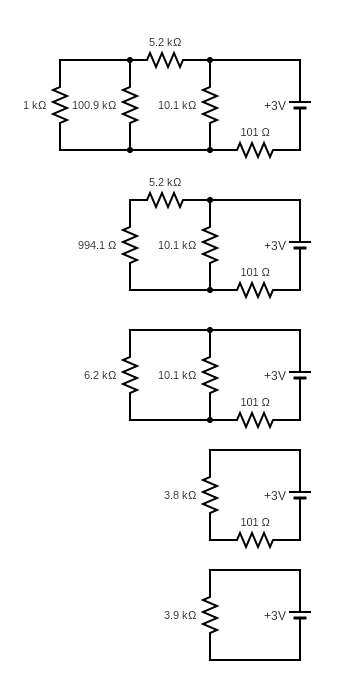 5.2 kΩ
1 kΩ 100.9 kΩ 10.1 kΩ +3V
101 Ω
5.2 kΩ
994.1 Ω 10.1 kΩ +3V
101 Ω
6.2 kΩ 10.1 kΩ +3V
101 Ω
3.8 kΩ +3V
101 Ω
3.9 kΩ +3V